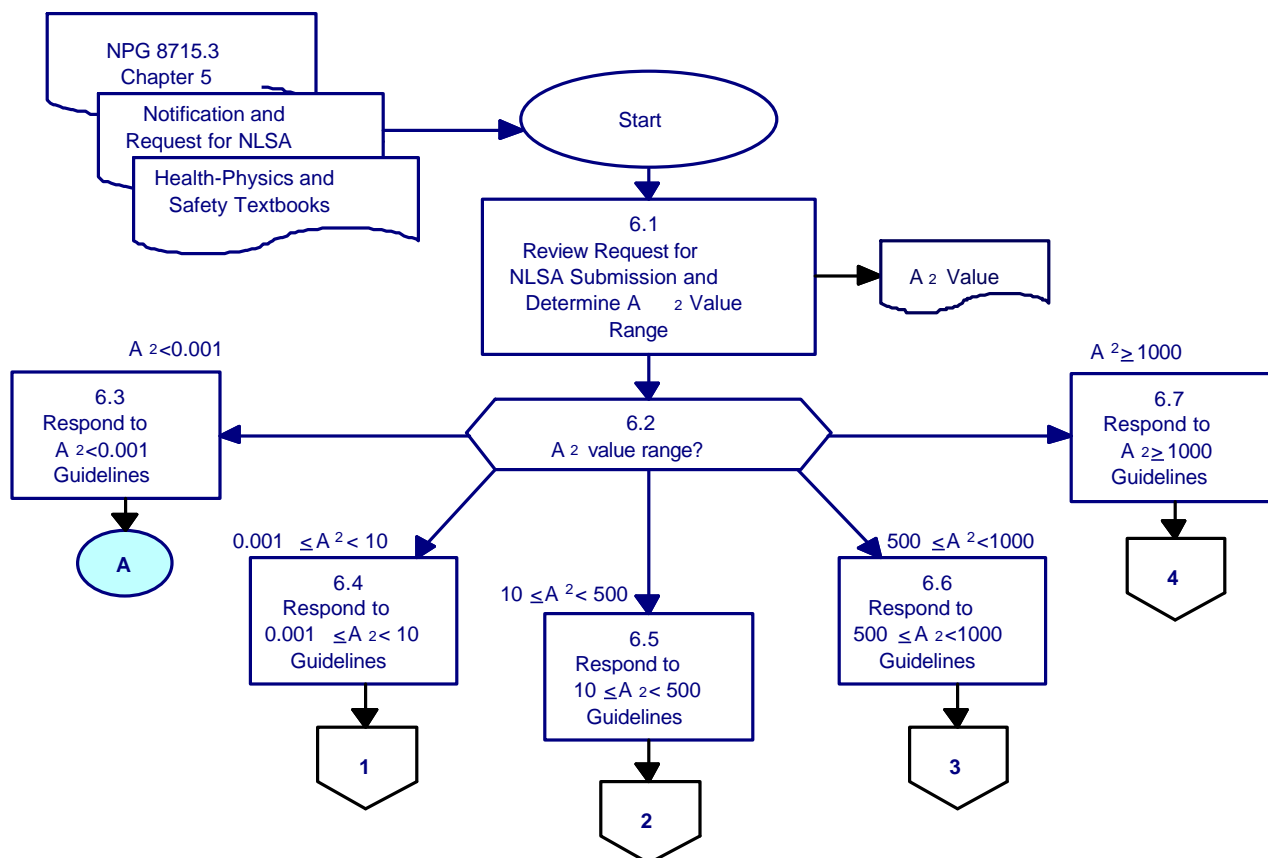 NPG 8715.3
Chapter 5
Notification and
Request for NLSA
Health-Physics and
Safety Textbooks
Start
6.1
Review Request for
NLSA Submission and
Determine A 2 Value
Range
A 2 Value
A 2<0.001
6.3
Respond to
A 2<0.001
Guidelines
A
6.2
A 2 value range?
A 2≥ 1000
6.7
Respond to
A 2≥ 1000
Guidelines
4
0.001 ≤A 2< 10
6.4
Respond to
0.001 ≤A 2< 10
Guidelines
1
10 ≤A 2< 500
6.5
Respond to
10 ≤A 2< 500
Guidelines
2
500 ≤A 2<1000
6.6
Respond to
500 ≤A 2<1000
Guidelines
3